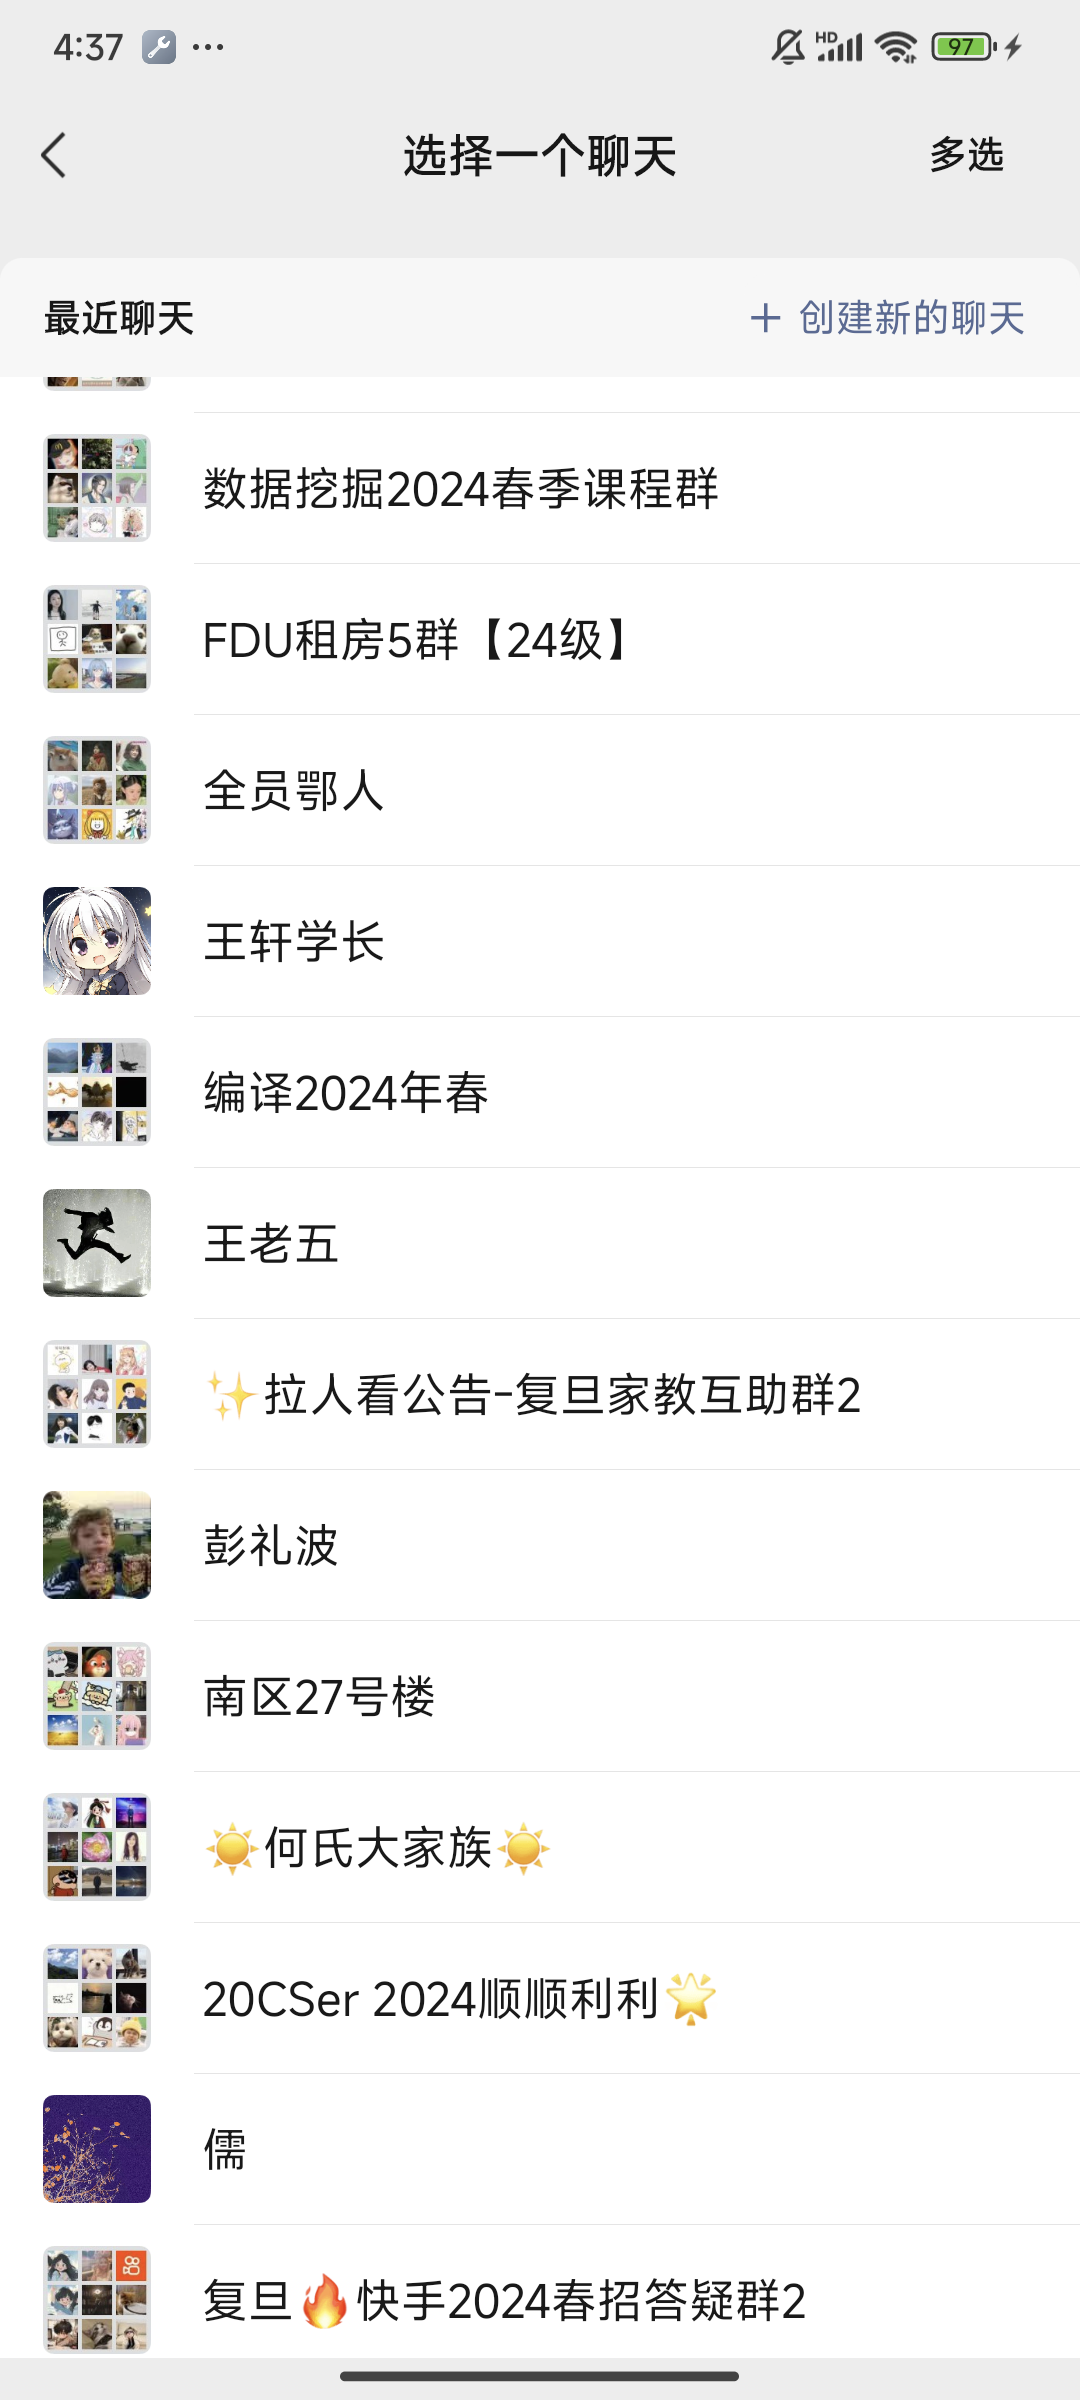 4:37
HD
97
选择一个聊天
多选
最近聊天
+ 创建新的聊天
数据挖掘2024春季课程群
FDU租房5群【24级】
全员鄂人
王轩学长
编译2024年春
王老五
✨拉人看公告-复旦家教互助群2
彭礼波
南区27号楼
☀️何氏大家族☀️
20CSer 2024顺顺利利🌟
儒
复旦🔥快手2024春招答疑群2